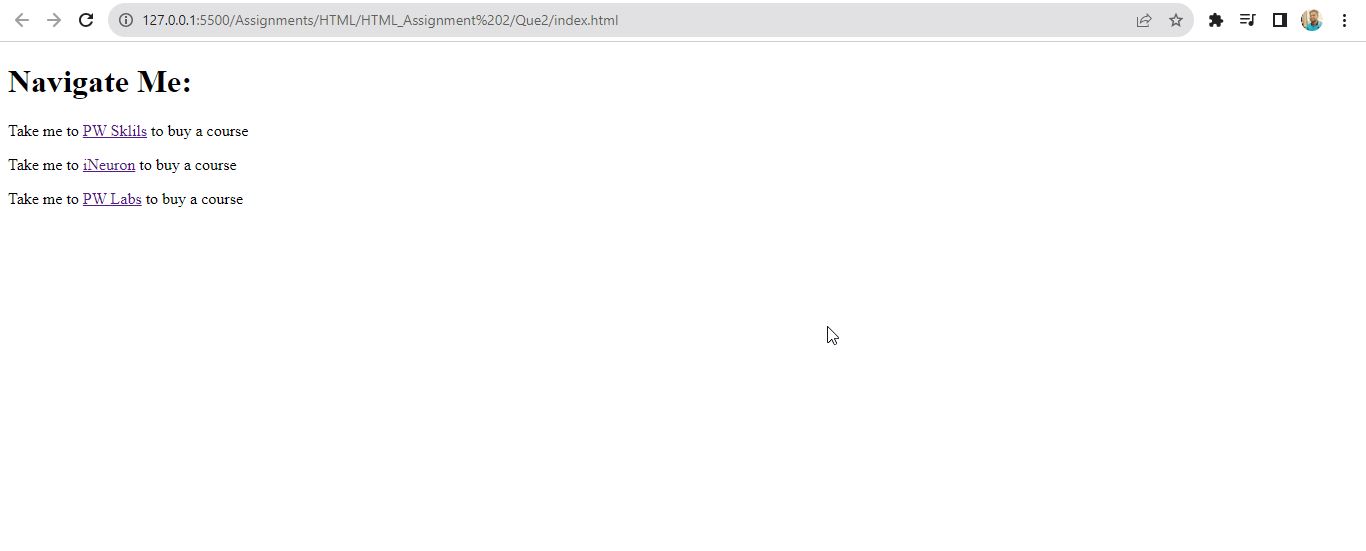 127.0.0.1:5500/Assignments/HTML/HTML_Assignment%202/Que2/index.html
Navigate Me:
Take me to PW Sklils to buy a course
Take me to iNeuron to buy a course
Take me to PW Labs to buy a course